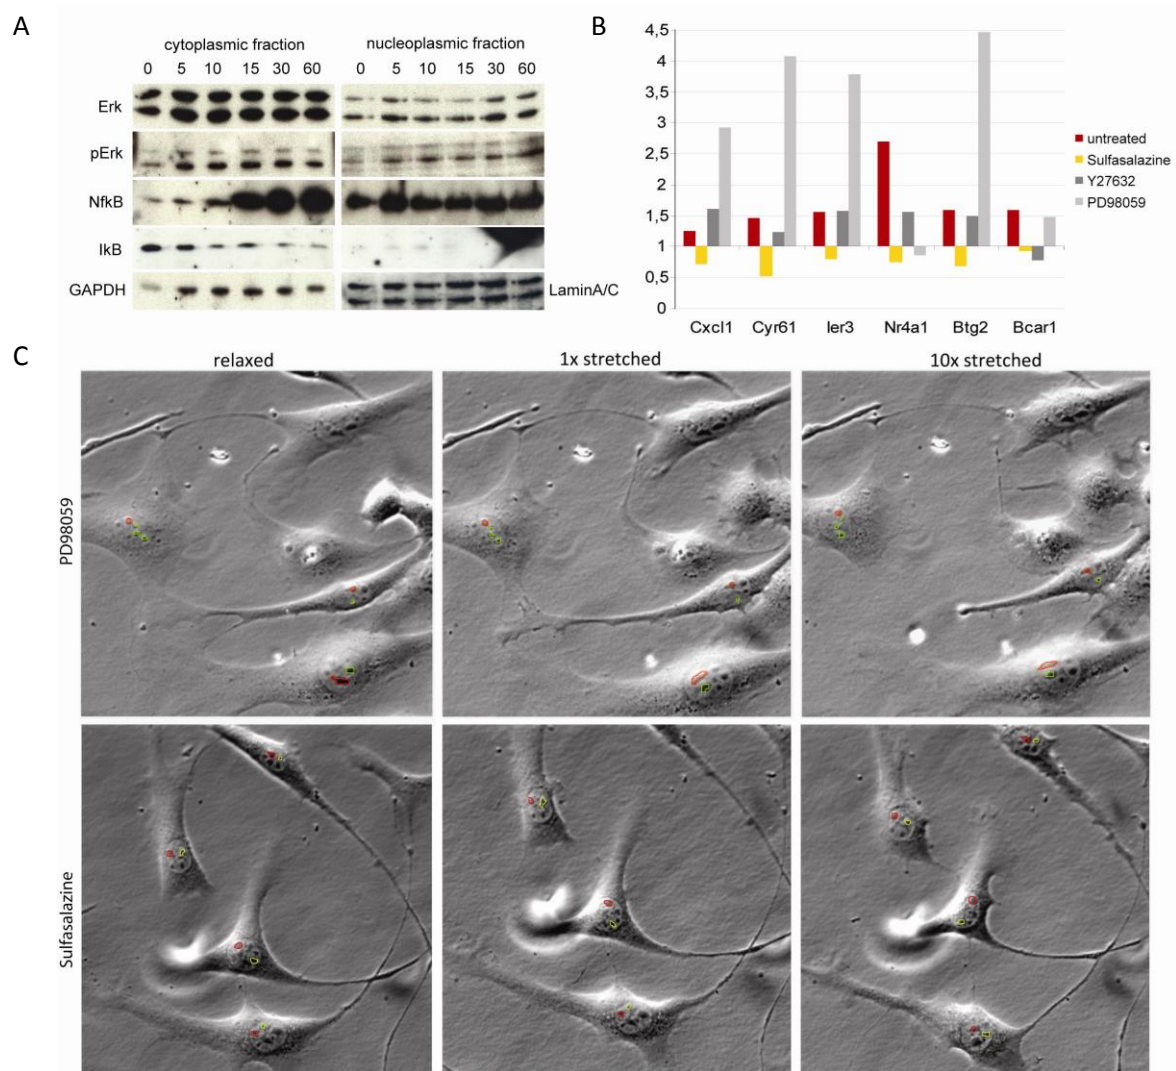 A
cytoplasmic fraction nucleoplasmic fraction
0 5 10 15 30 60 0 5 10 15 30 60
Erk
pErk
NfkB
IkB
GAPDH LaminA/C
B
4,5
4
3,5
3
2,5
2
1,5
1
0,5
0
Cxcl1 Cyr61 Ier3 Nr4a1 Btg2 Bcar1
untreated
Sulfasalazine
Y27632
PD98059
C
relaxed 1x stretched 10x stretched
PD98059
Sulfasalazine